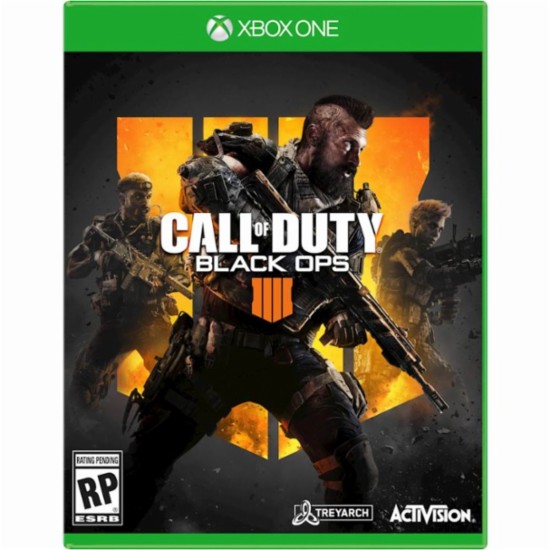 XBOX ONE
CALL OF DUTY
BLACK OPS
IIII
RATING PENDING
RP
ESRB
TREYARCH
ACTIVISION